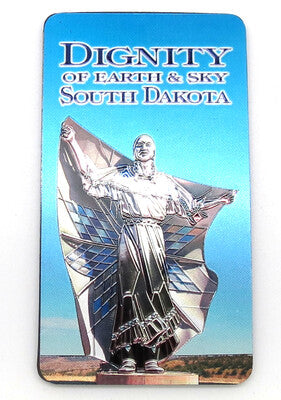 DIGNITY
OF EARTH & SKY
SOUTH DAKOTA